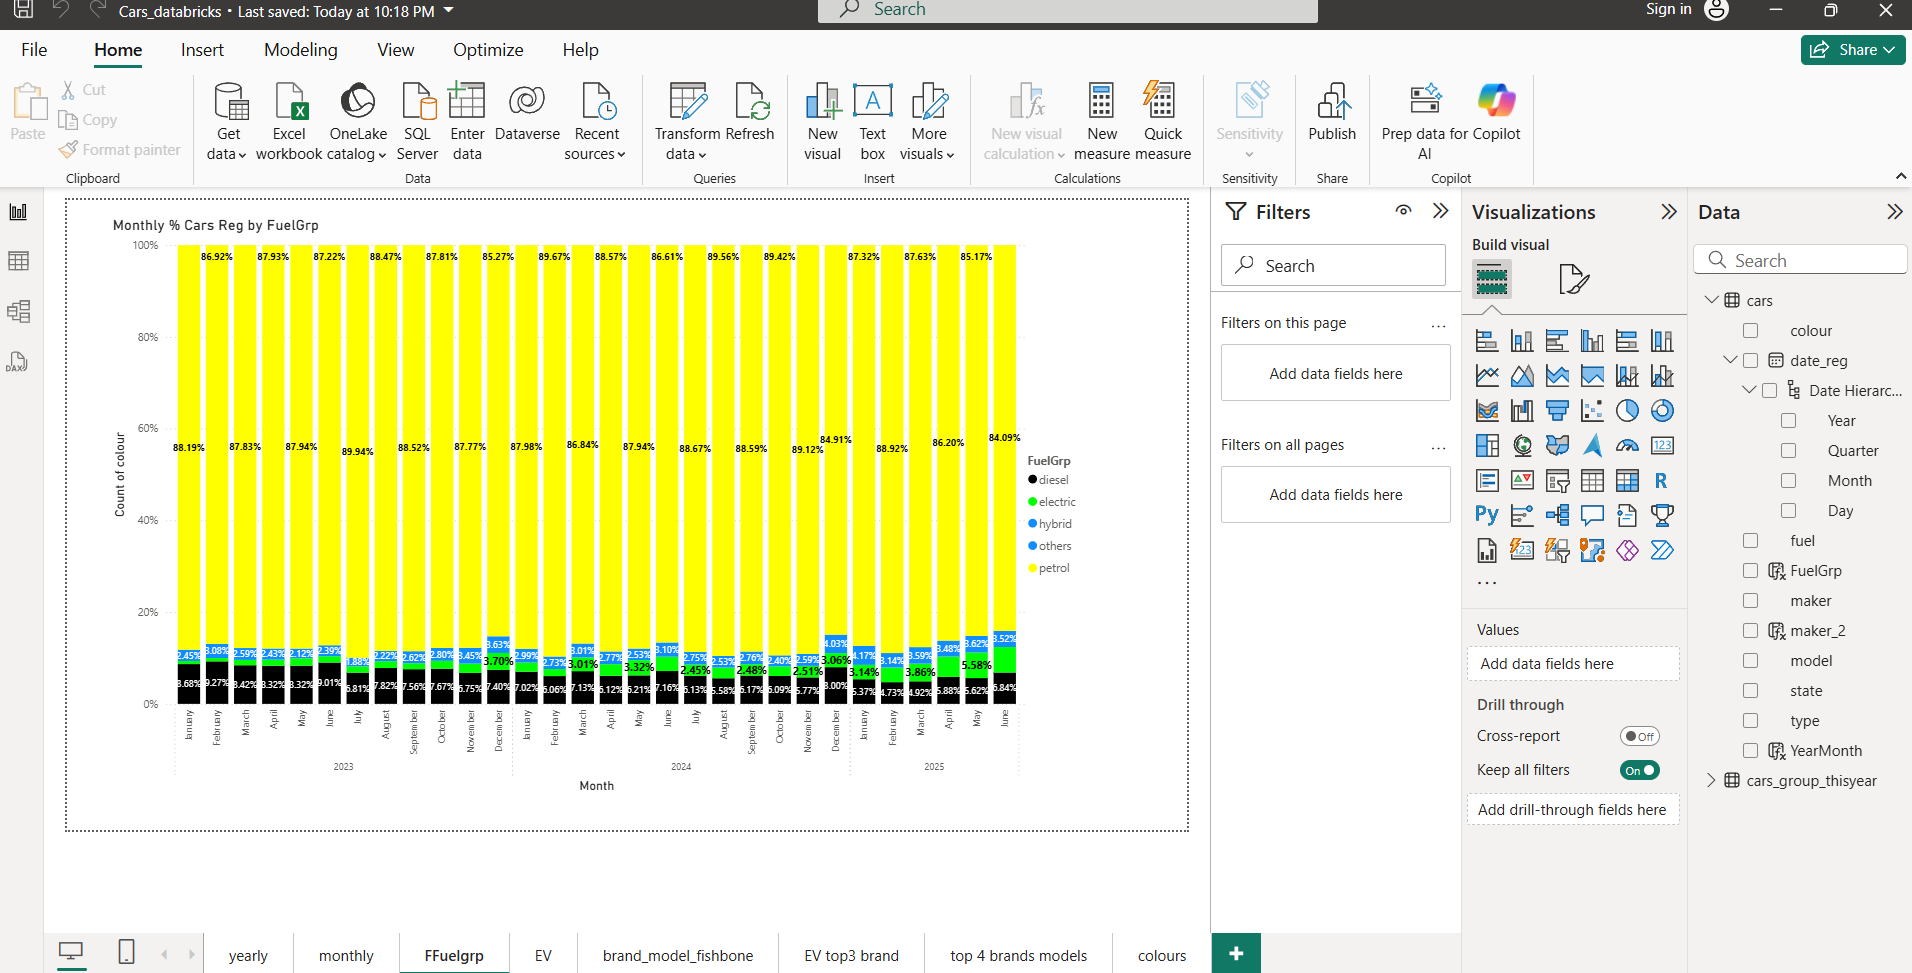 Cars_databricks • Last saved: Today at 10:18 PM
Search
Sign in
File
Home
Insert
Modeling
View
Optimize
Help
Share
Paste
Cut
Copy
Format painter
Clipboard
Get data
Excel workbook
OneLake catalog
SQL Server
Enter data
Dataverse
Recent sources
Data
Transform data
Refresh
Queries
New visual
Text box
More visuals
Insert
New visual calculation
New measure
Quick measure
Calculations
Sensitivity
Sensitivity
Publish
Share
Prep data for AI
Copilot
Copilot
Monthly % Cars Reg by FuelGrp
100%
80%
60%
40%
20%
0%
Count of colour
86.92% 87.93% 87.22% 88.47% 87.81% 85.27% 89.67% 88.57% 86.61% 89.56% 89.42% 87.32% 87.63% 85.17%
88.19% 87.83% 87.94% 89.94% 88.52% 87.77% 87.98% 86.84% 87.94% 88.67% 88.59% 89.12% 84.91% 88.92% 86.20% 84.09%
2.45% 3.08% 2.59% 2.43% 2.12% 2.39% 1.88% 2.22% 2.62% 2.80% 3.45% 3.63% 2.99% 2.73% 3.01% 2.77% 2.53% 3.10% 2.75% 2.53% 2.76% 2.40% 2.59% 4.03% 4.17% 3.14% 3.59% 3.48% 3.62% 3.52%
3.70% 3.01% 3.32% 2.45% 2.48% 2.51% 3.06% 3.14% 3.86% 5.58%
8.68% 9.27% 8.42% 8.32% 8.32% 9.01% 6.81% 7.82% 7.56% 7.67% 6.75% 7.40% 7.02% 6.06% 7.13% 6.12% 6.21% 7.16% 6.13% 5.58% 6.17% 6.09% 5.77% 8.00% 5.37% 4.73% 4.92% 5.88% 5.62% 6.84%
January February March April May June July August September October November December January February March April May June July August September October November December January February March April May June
2023 2024 2025
Month
FuelGrp
diesel
electric
hybrid
others
petrol
Filters
Search
Filters on this page
...
Add data fields here
Filters on all pages
...
Add data fields here
Visualizations
Build visual
123
R
Py
123
...
Values
Add data fields here
Drill through
Cross-report
Off
Keep all filters
On
Add drill-through fields here
Data
Search
cars
colour
date_reg
Date Hierarc...
Year
Quarter
Month
Day
fuel
FuelGrp
maker
maker_2
model
state
type
YearMonth
cars_group_thisyear
DAX
yearly
monthly
FFuelgrp
EV
brand_model_fishbone
EV top3 brand
top 4 brands models
colours
+